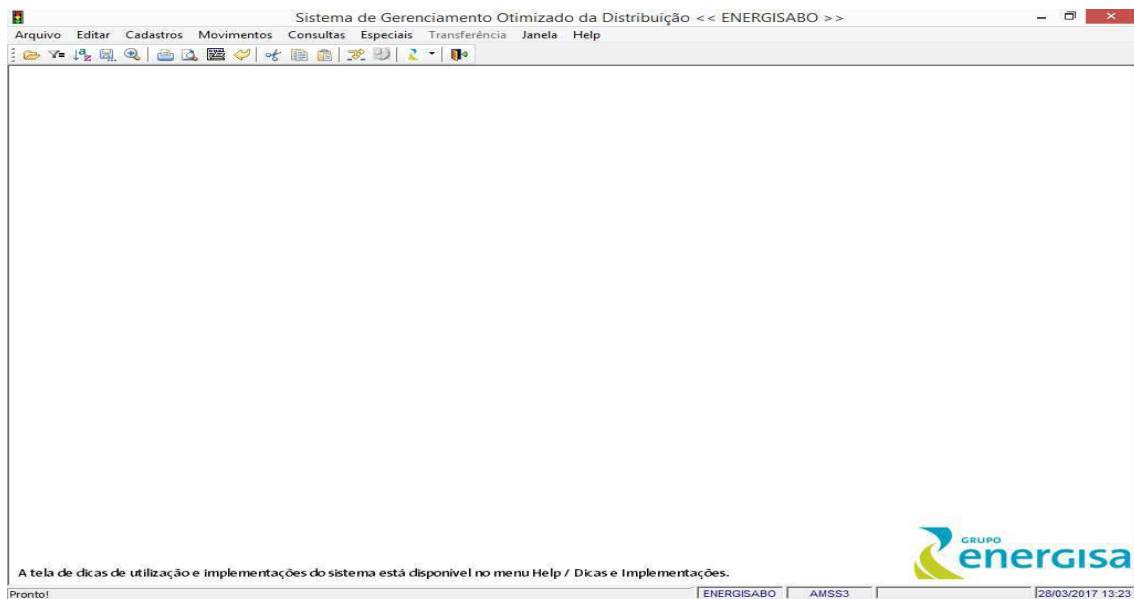 Sistema de Gerenciamento Otimizado da Distribuição << ENERGISABO >>
Arquivo Editar Cadastros Movimentos Consultas Especiais Transferência Janela Help
GRUPO
energisa
A tela de dicas de utilização e implementações do sistema está disponível no menu Help / Dicas e Implementações.
Pronto! ENERGISABO AMSS3 28/03/2017 13:23